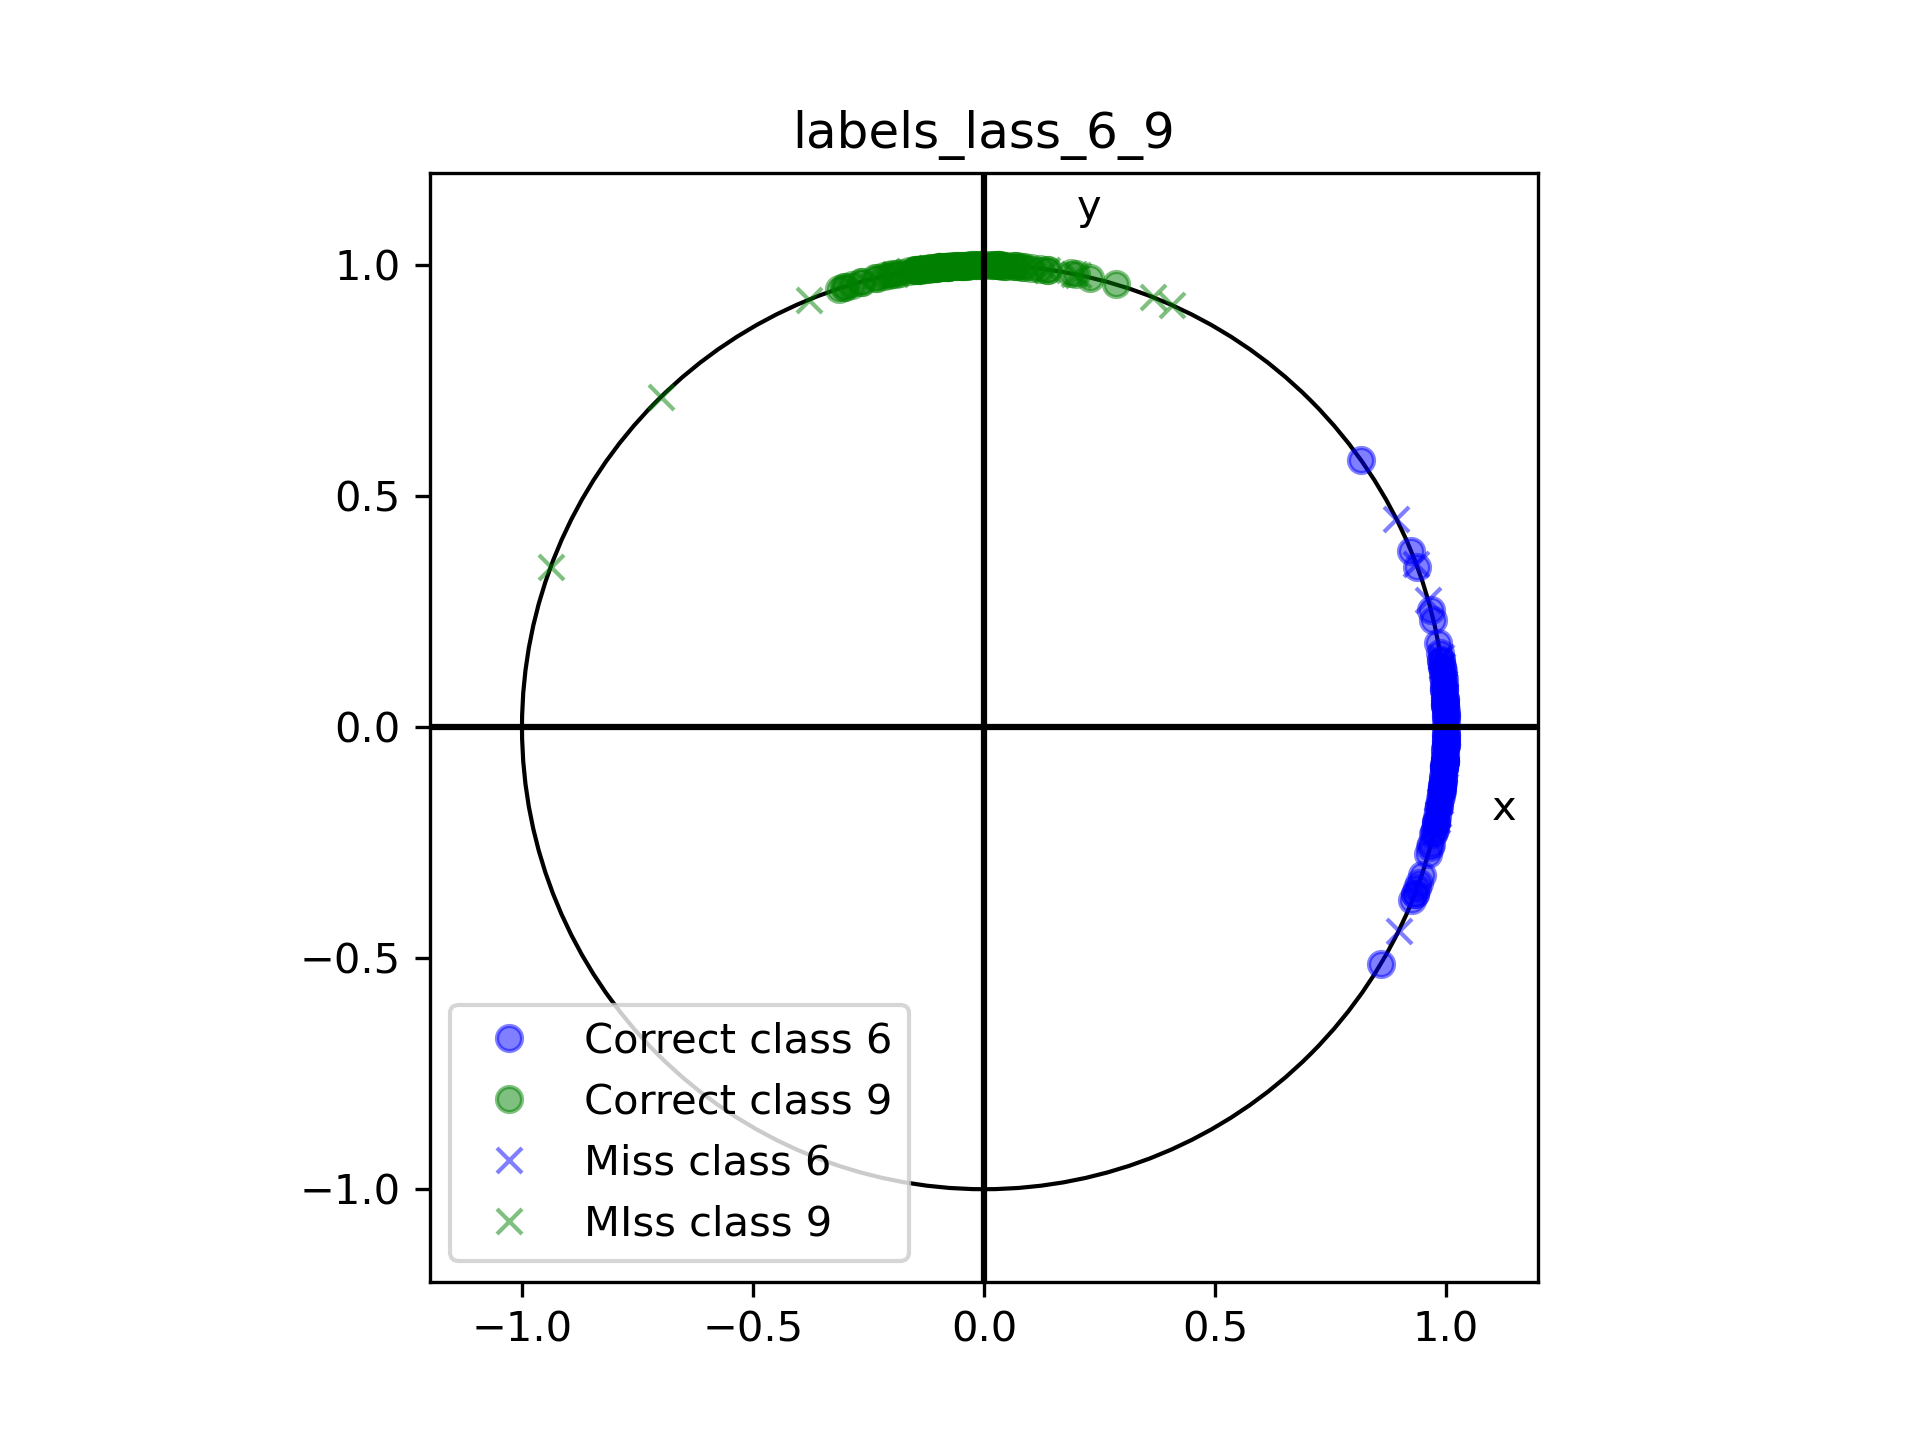 labels_lass_6_9
y
1.0
0.5
0.0
x
−0.5
−1.0
Correct class 6
Correct class 9
Miss class 6
MIss class 9
−1.0 −0.5 0.0 0.5 1.0